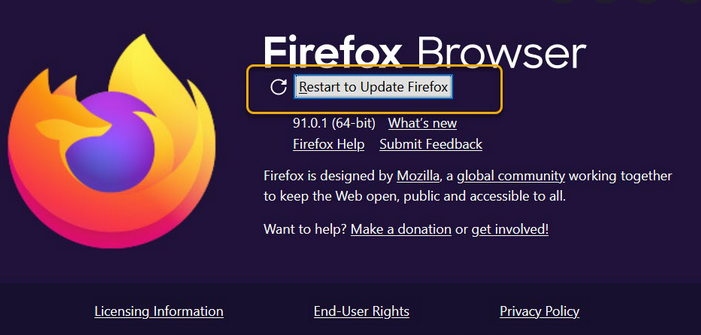 Firefox Browser
Restart to Update Firefox
91.0.1 (64-bit) What's new
Firefox Help Submit Feedback
Firefox is designed by Mozilla, a global community working together
to keep the Web open, public and accessible to all.
Want to help? Make a donation or get involved!
Licensing Information End-User Rights Privacy Policy